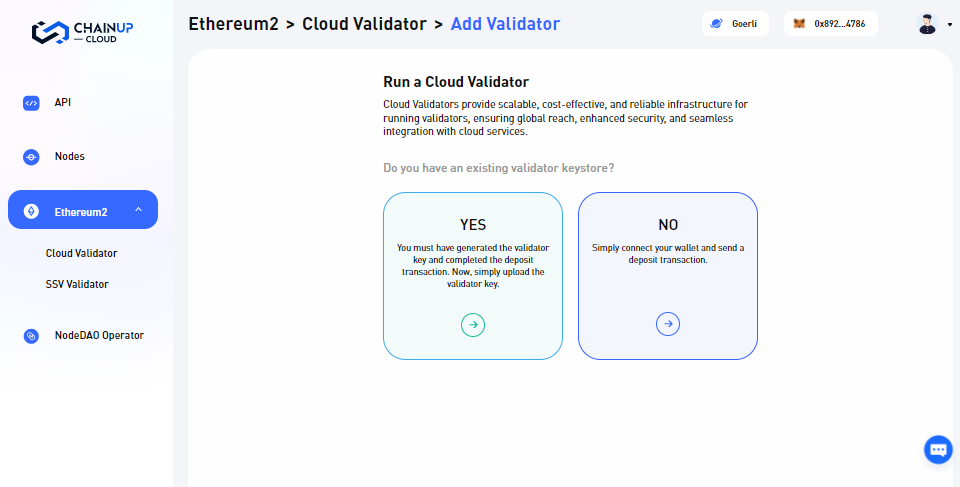 CHAINUP
CLOUD
Ethereum2 > Cloud Validator > Add Validator
Goerli
0x892...4786
API
Nodes
Ethereum2
Cloud Validator
SSV Validator
NodeDAO Operator
Run a Cloud Validator
Cloud Validators provide scalable, cost-effective, and reliable infrastructure for
running validators, ensuring global reach, enhanced security, and seamless
integration with cloud services.
Do you have an existing validator keystore?
YES
You must have generated the validator
key and completed the deposit
transaction. Now, simply upload the
validator key.
NO
Simply connect your wallet and send a
deposit transaction.